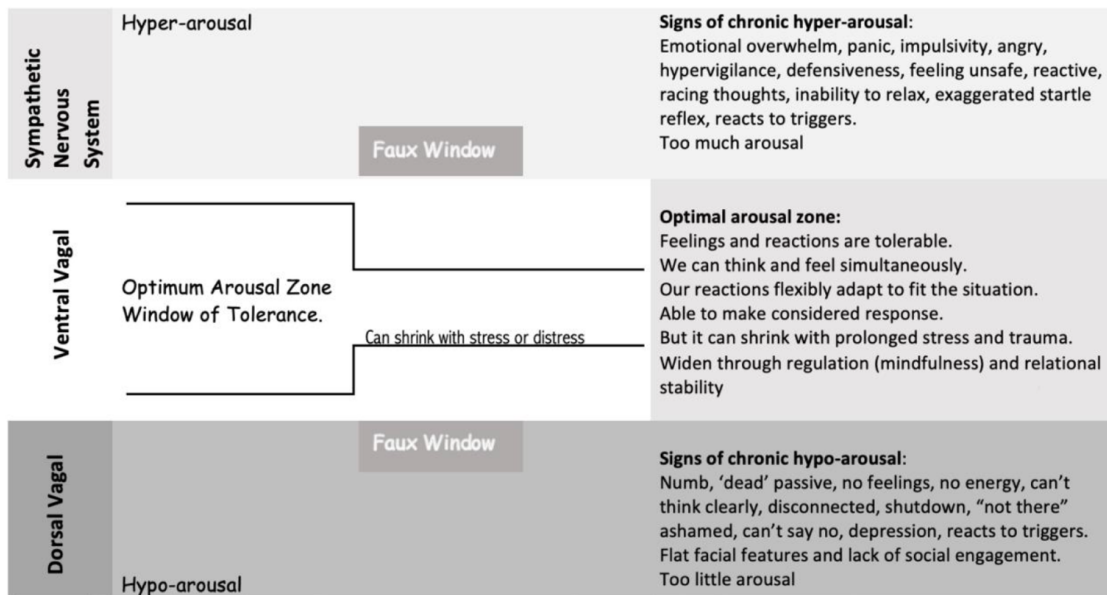 Sympathetic
Nervous
System
Hyper-arousal
Faux Window
Signs of chronic hyper-arousal:
Emotional overwhelm, panic, impulsivity, angry,
hypervigilance, defensiveness, feeling unsafe, reactive,
racing thoughts, inability to relax, exaggerated startle
reflex, reacts to triggers.
Too much arousal
Ventral Vagal
Optimum Arousal Zone
Window of Tolerance.
Can shrink with stress or distress
Optimal arousal zone:
Feelings and reactions are tolerable.
We can think and feel simultaneously.
Our reactions flexibly adapt to fit the situation.
Able to make considered response.
But it can shrink with prolonged stress and trauma.
Widen through regulation (mindfulness) and relational
stability
Dorsal Vagal
Faux Window
Hypo-arousal
Signs of chronic hypo-arousal:
Numb, ‘dead’ passive, no feelings, no energy, can’t
think clearly, disconnected, shutdown, “not there”
ashamed, can’t say no, depression, reacts to triggers.
Flat facial features and lack of social engagement.
Too little arousal